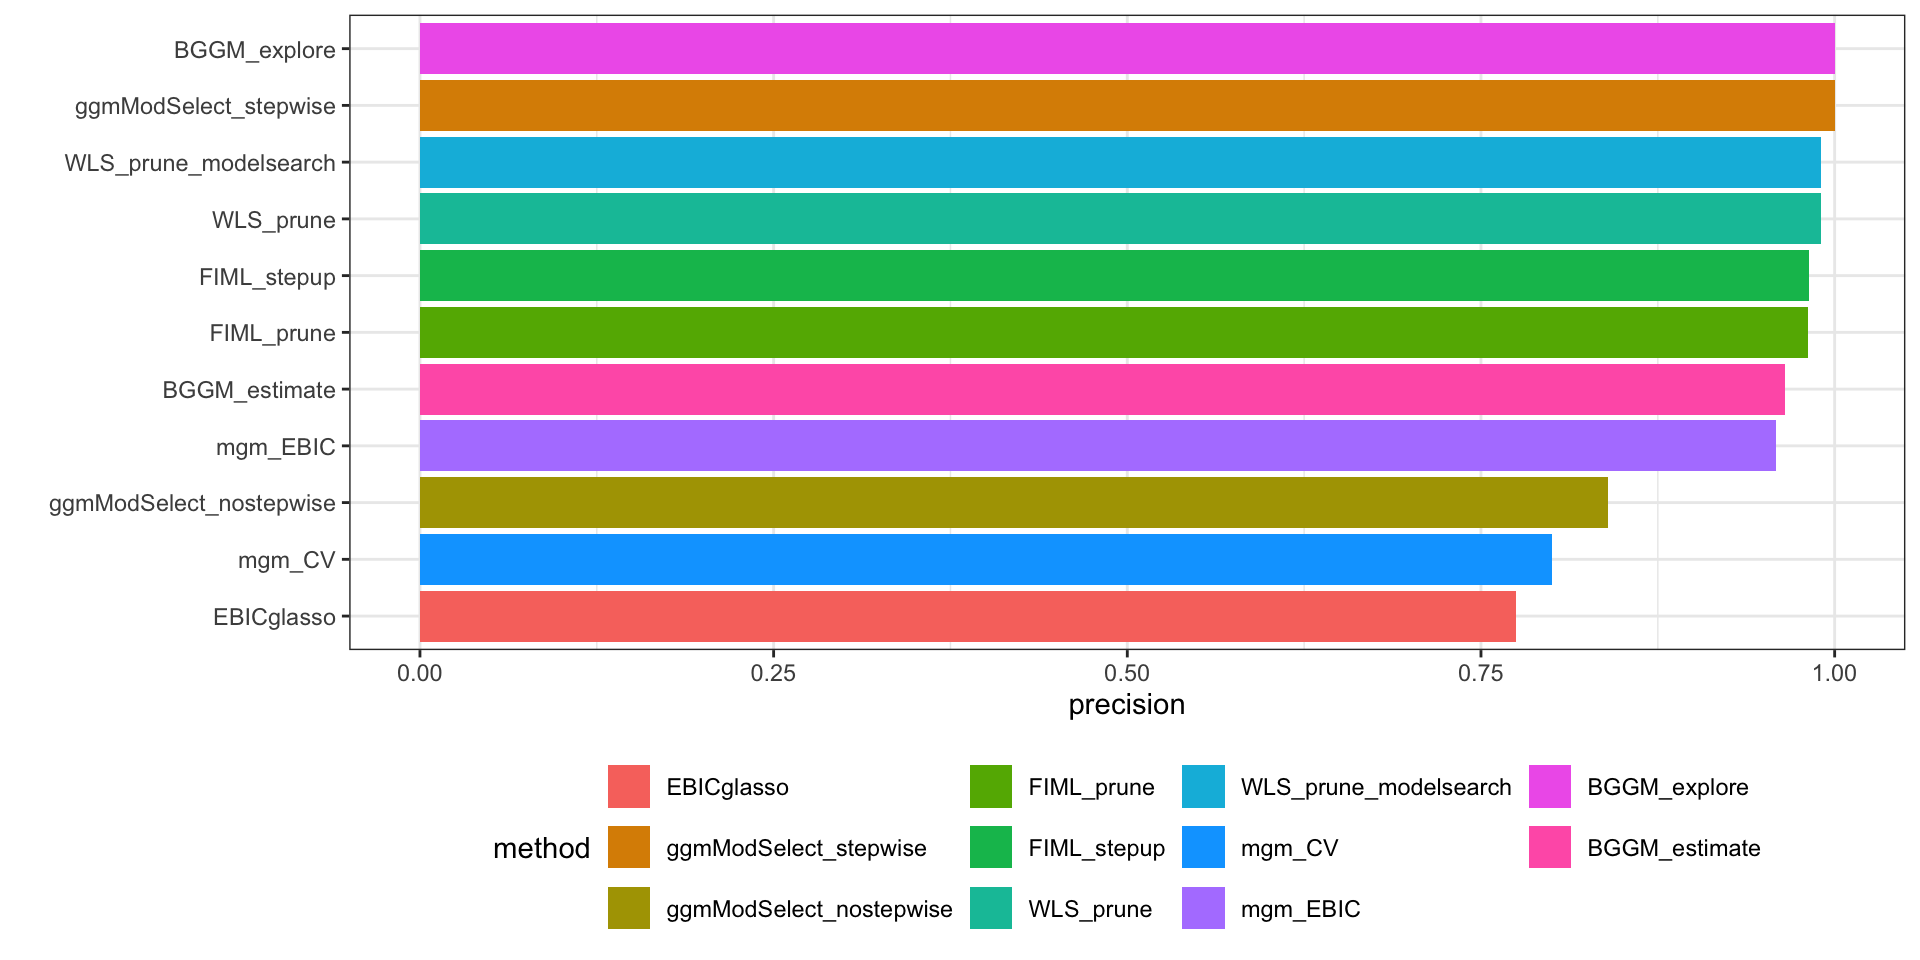 BGGM_explore
ggmModSelect_stepwise
WLS_prune_modelsearch
WLS_prune
FIML_stepup
FIML_prune
BGGM_estimate
mgm_EBIC
ggmModSelect_nostepwise
mgm_CV
EBICglasso
0.00 0.25 0.50 0.75 1.00
precision
EBICglasso FIML_prune WLS_prune_modelsearch BGGM_explore
method ggmModSelect_stepwise FIML_stepup mgm_CV BGGM_estimate
ggmModSelect_nostepwise WLS_prune mgm_EBIC